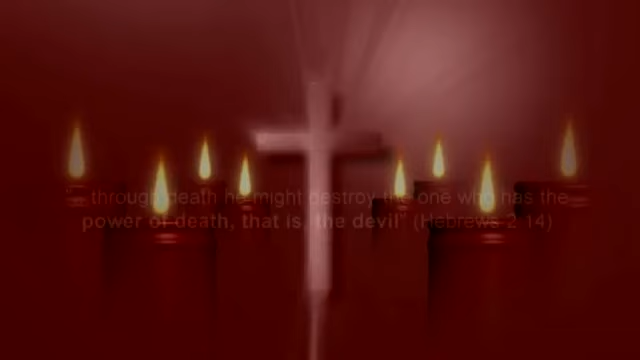 "... through death he might destroy the one who has the
power of death, that is, the devil" (Hebrews 2:14)